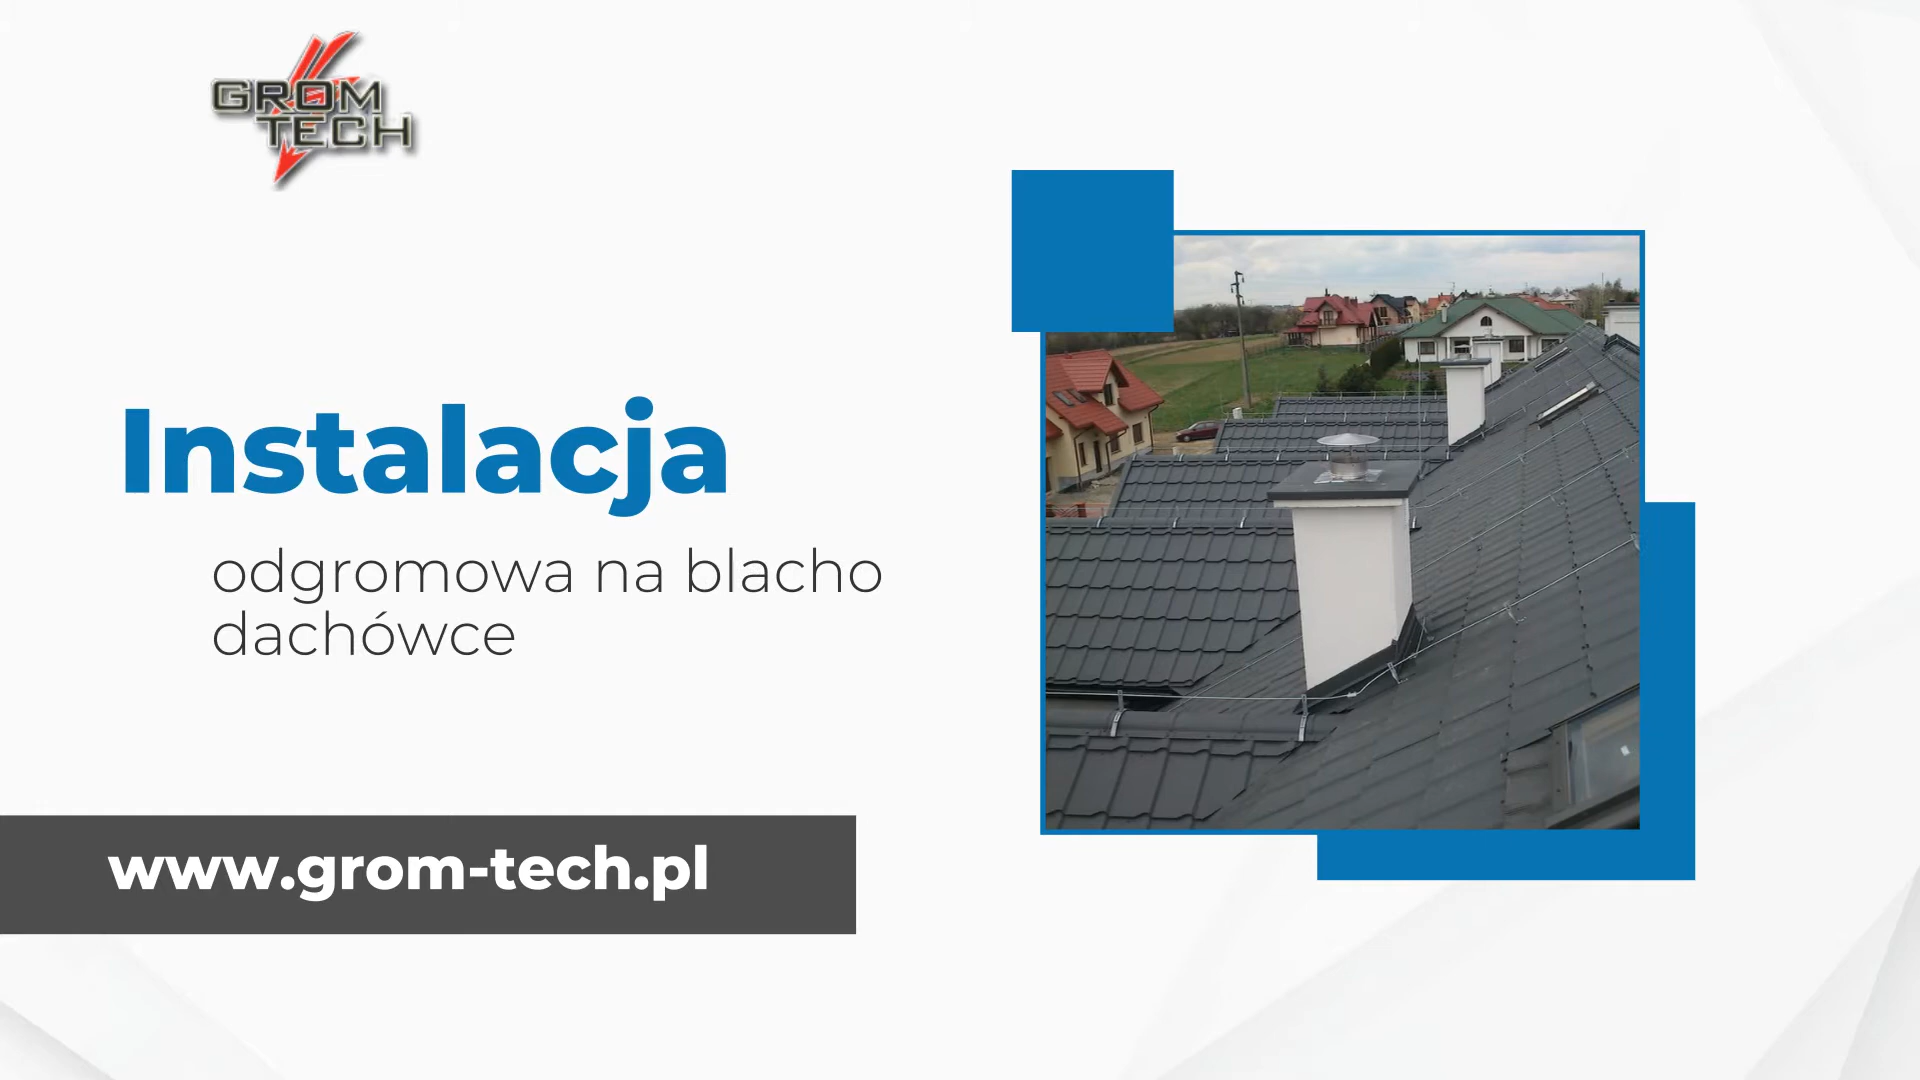 GROM
TECH
Instalacja
odgromowa na blacho
dachówce
www.grom-tech.pl